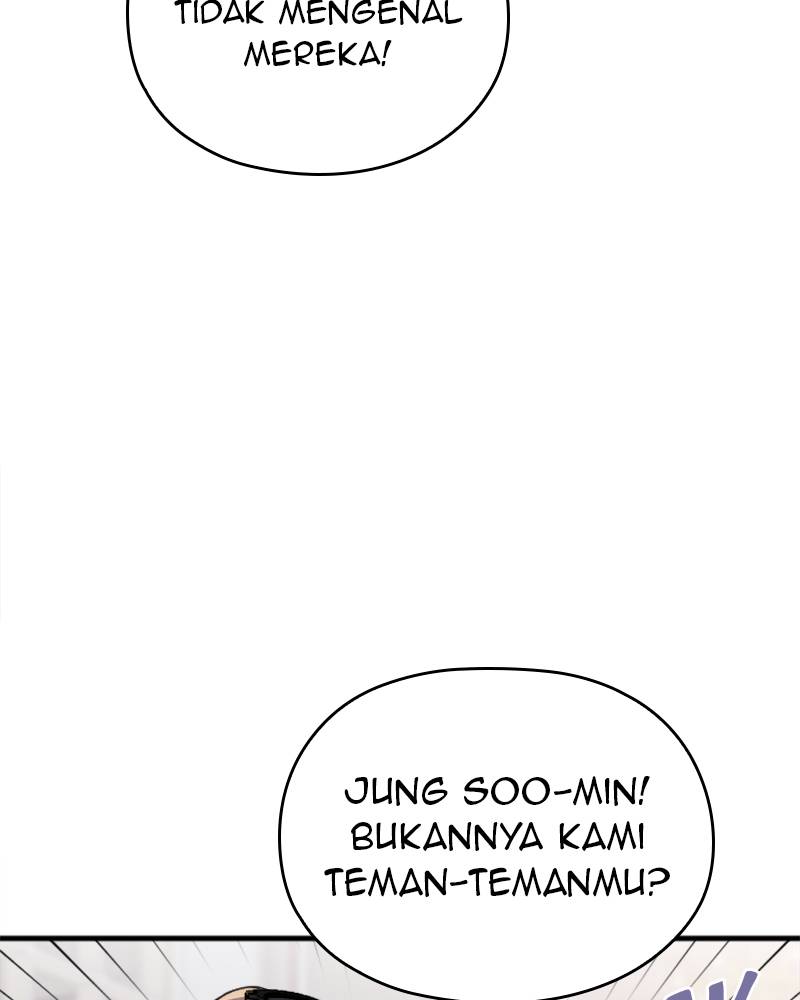 TIDAK MENGENAL
MEREKA!
JUNG SOO-MIN!
BUKANNYA KAMI
TEMAN-TEMANMU?